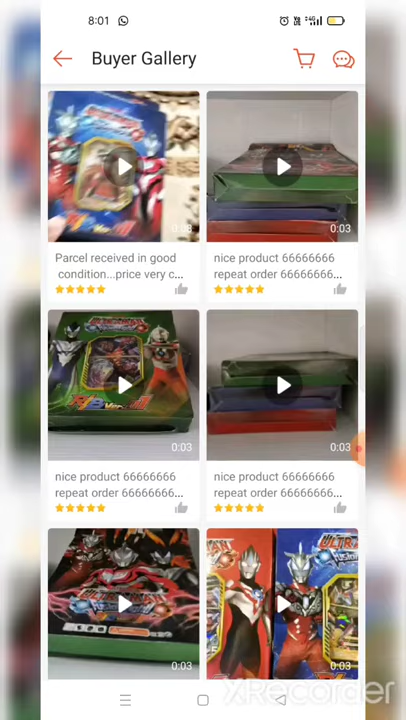 8:01
Buyer Gallery
0:03
0:03
Parcel received in good
condition...price very c...
nice product 66666666
repeat order 66666666...
0:03
0:03
nice product 66666666
repeat order 66666666...
nice product 66666666
repeat order 66666666...
0:03
0:03
XRecorder